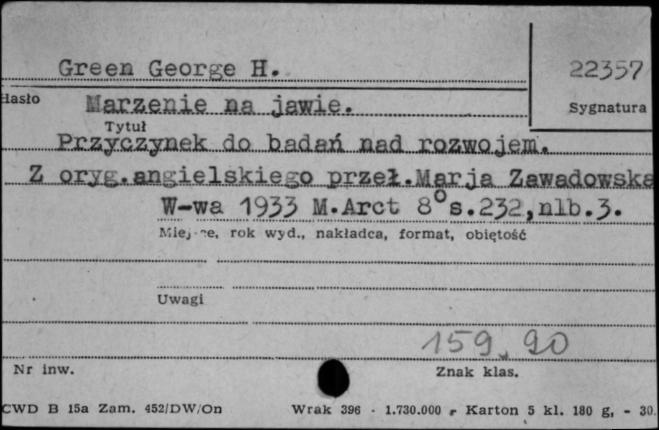 Green George H.
22357
Hasło
Marzenie na jawie.
Sygnatura
Tytuł
Przyczynek do badań nad rozwojem.
Z oryg.angielskiego przeł.Marja Zawadowska
W-wa 1933 M.Arct 8° s.232,nlb.3.
Miejsce, rok wyd., nakładca, format, obiętość
Uwagi
159.90
Nr inw.
Znak klas.
CWD B 15a Zam. 452/DW/On Wrak 396 - 1.730.000 - Karton 5 kl. 180 g, - 30.